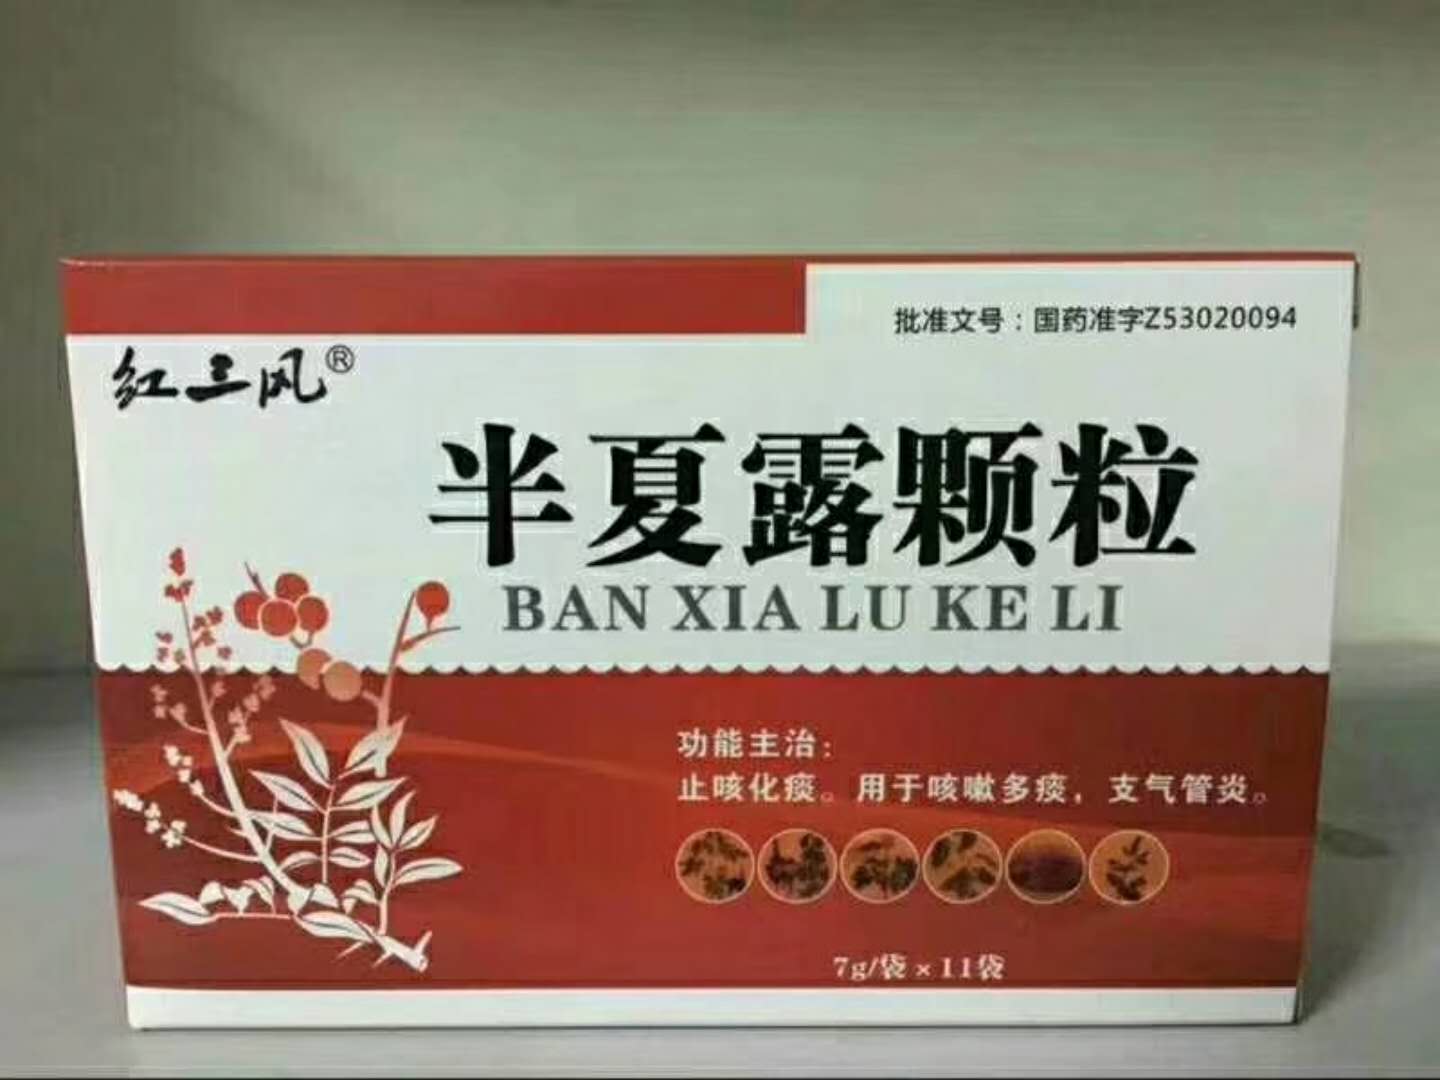 批准文号：国药准字Z53020094
红三风®
半夏露颗粒
BAN XIA LU KE LI
功能主治：
止咳化痰。用于咳嗽多痰，支气管炎。
7g/袋×11袋